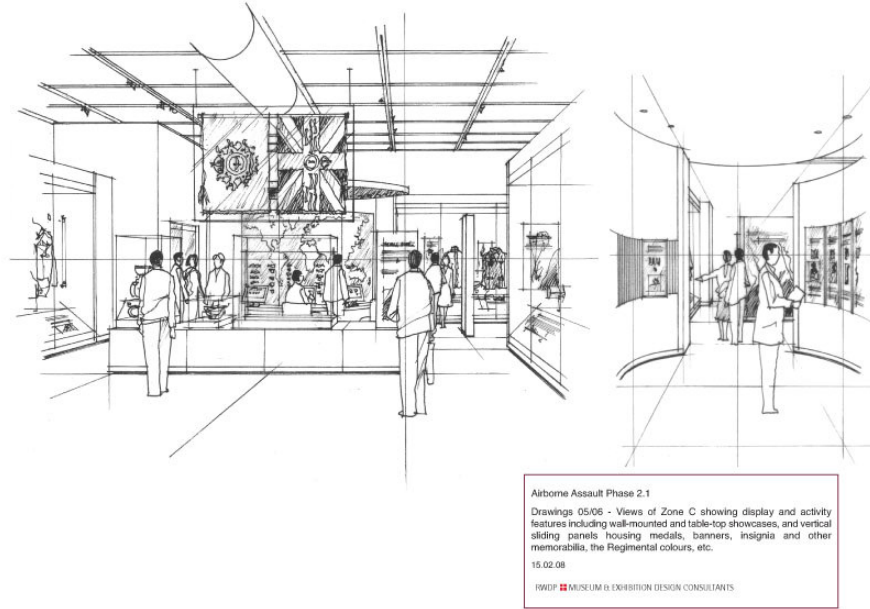 Airborne Assault Phase 2.1
Drawings 05/06 - Views of Zone C showing display and activity
features including wall-mounted and table-top showcases, and vertical
sliding panels housing medals, banners, insignia and other
memorabilia, the Regimental colours, etc.
15.02.08
RWDP MUSEUM & EXHIBITION DESIGN CONSULTANTS